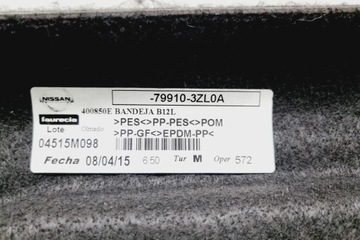 NISSAN
-79910-3ZL0A
400850E BANDEJA B12L
faurecia
>PES<>PP-PES<>POM
Lote
>PP-GF<>EPDM-PP<
04515M098
Fecha 08/04/15 6:50 Tur M Oper 572